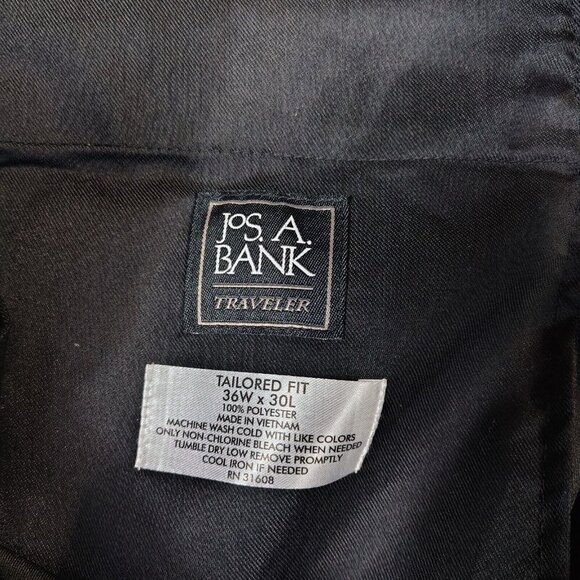 JOS. A.
BANK
TRAVELER
TAILORED FIT
36W x 30L
100% POLYESTER
MADE IN VIETNAM
MACHINE WASH COLD WITH LIKE COLORS
ONLY NON-CHLORINE BLEACH WHEN NEEDED
TUMBLE DRY LOW REMOVE PROMPTLY
COOL IRON IF NEEDED
RN 31608